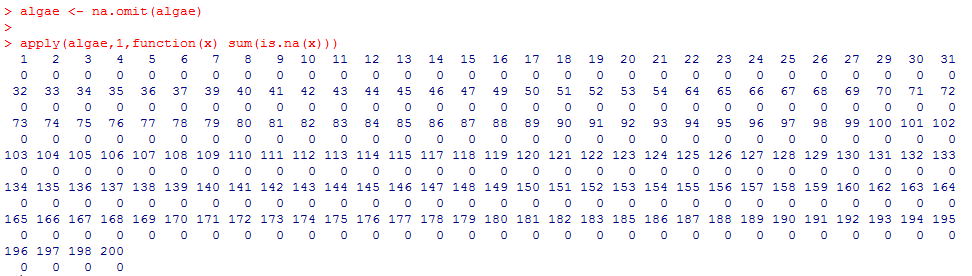 > algae <- na.omit(algae)
>
> apply(algae,1,function(x) sum(is.na(x)))
1 2 3 4 5 6 7 8 9 10 11 12 13 14 15 16 17 18 19 20 21 22 23 24 25 26 27 29 30 31
0 0 0 0 0 0 0 0 0 0 0 0 0 0 0 0 0 0 0 0 0 0 0 0 0 0 0 0 0 0
32 33 34 35 36 37 39 40 41 42 43 44 45 46 47 49 50 51 52 53 54 64 65 66 67 68 69 70 71 72
0 0 0 0 0 0 0 0 0 0 0 0 0 0 0 0 0 0 0 0 0 0 0 0 0 0 0 0 0 0
73 74 75 76 77 78 79 80 81 82 83 84 85 86 87 88 89 90 91 92 93 94 95 96 97 98 99 100 101 102
0 0 0 0 0 0 0 0 0 0 0 0 0 0 0 0 0 0 0 0 0 0 0 0 0 0 0 0 0 0
103 104 105 106 107 108 109 110 111 112 113 114 115 117 118 119 120 121 122 123 124 125 126 127 128 129 130 131 132 133
0 0 0 0 0 0 0 0 0 0 0 0 0 0 0 0 0 0 0 0 0 0 0 0 0 0 0 0 0 0
134 135 136 137 138 139 140 141 142 143 144 145 146 147 148 149 150 151 152 153 154 155 156 157 158 159 160 162 163 164
0 0 0 0 0 0 0 0 0 0 0 0 0 0 0 0 0 0 0 0 0 0 0 0 0 0 0 0 0 0
165 166 167 168 169 170 171 172 173 174 175 176 177 178 179 180 181 182 183 185 186 187 188 189 190 191 192 193 194 195
0 0 0 0 0 0 0 0 0 0 0 0 0 0 0 0 0 0 0 0 0 0 0 0 0 0 0 0 0 0
196 197 198 200
0 0 0 0